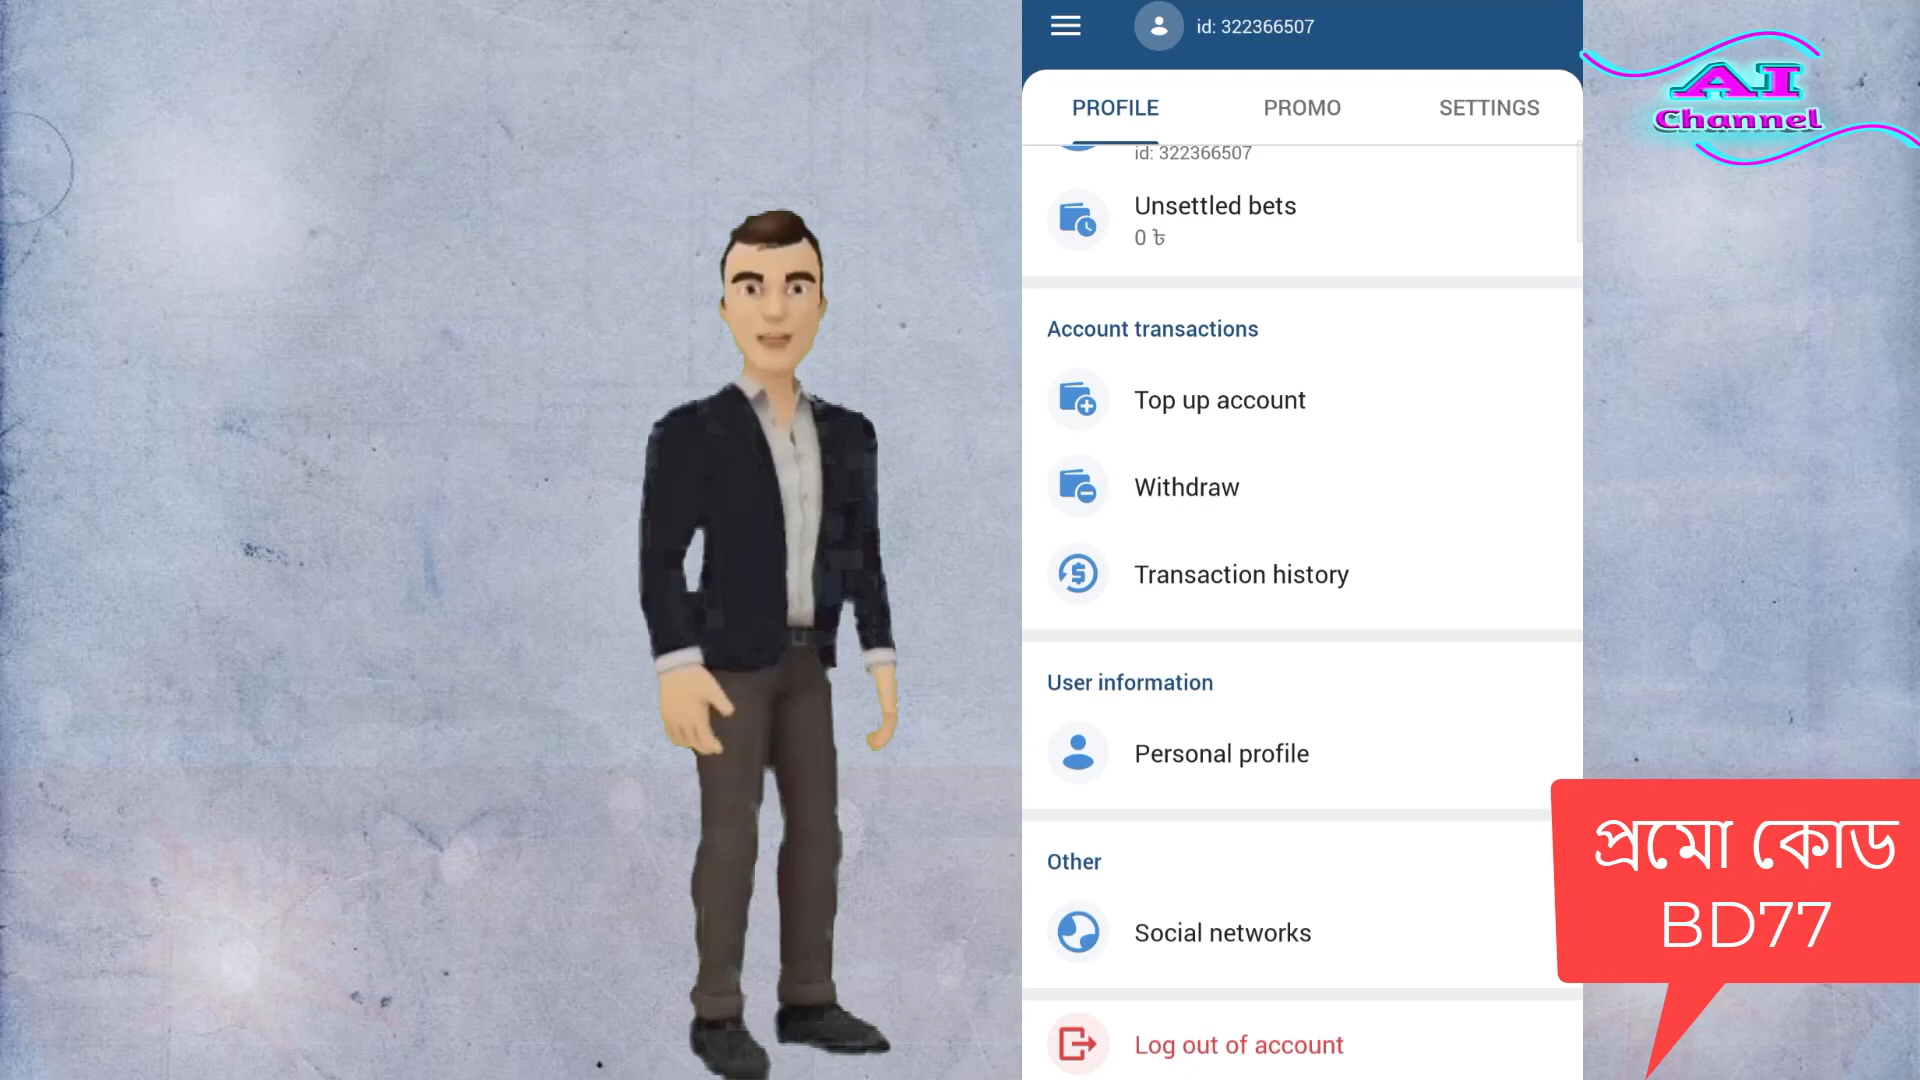 id: 322366507
AI
Channel
PROFILE
PROMO
SETTINGS
id: 322366507
Unsettled bets
0 ৳
Account transactions
Top up account
Withdraw
Transaction history
User information
Personal profile
Other
Social networks
Log out of account
প্রমো কোড
BD77